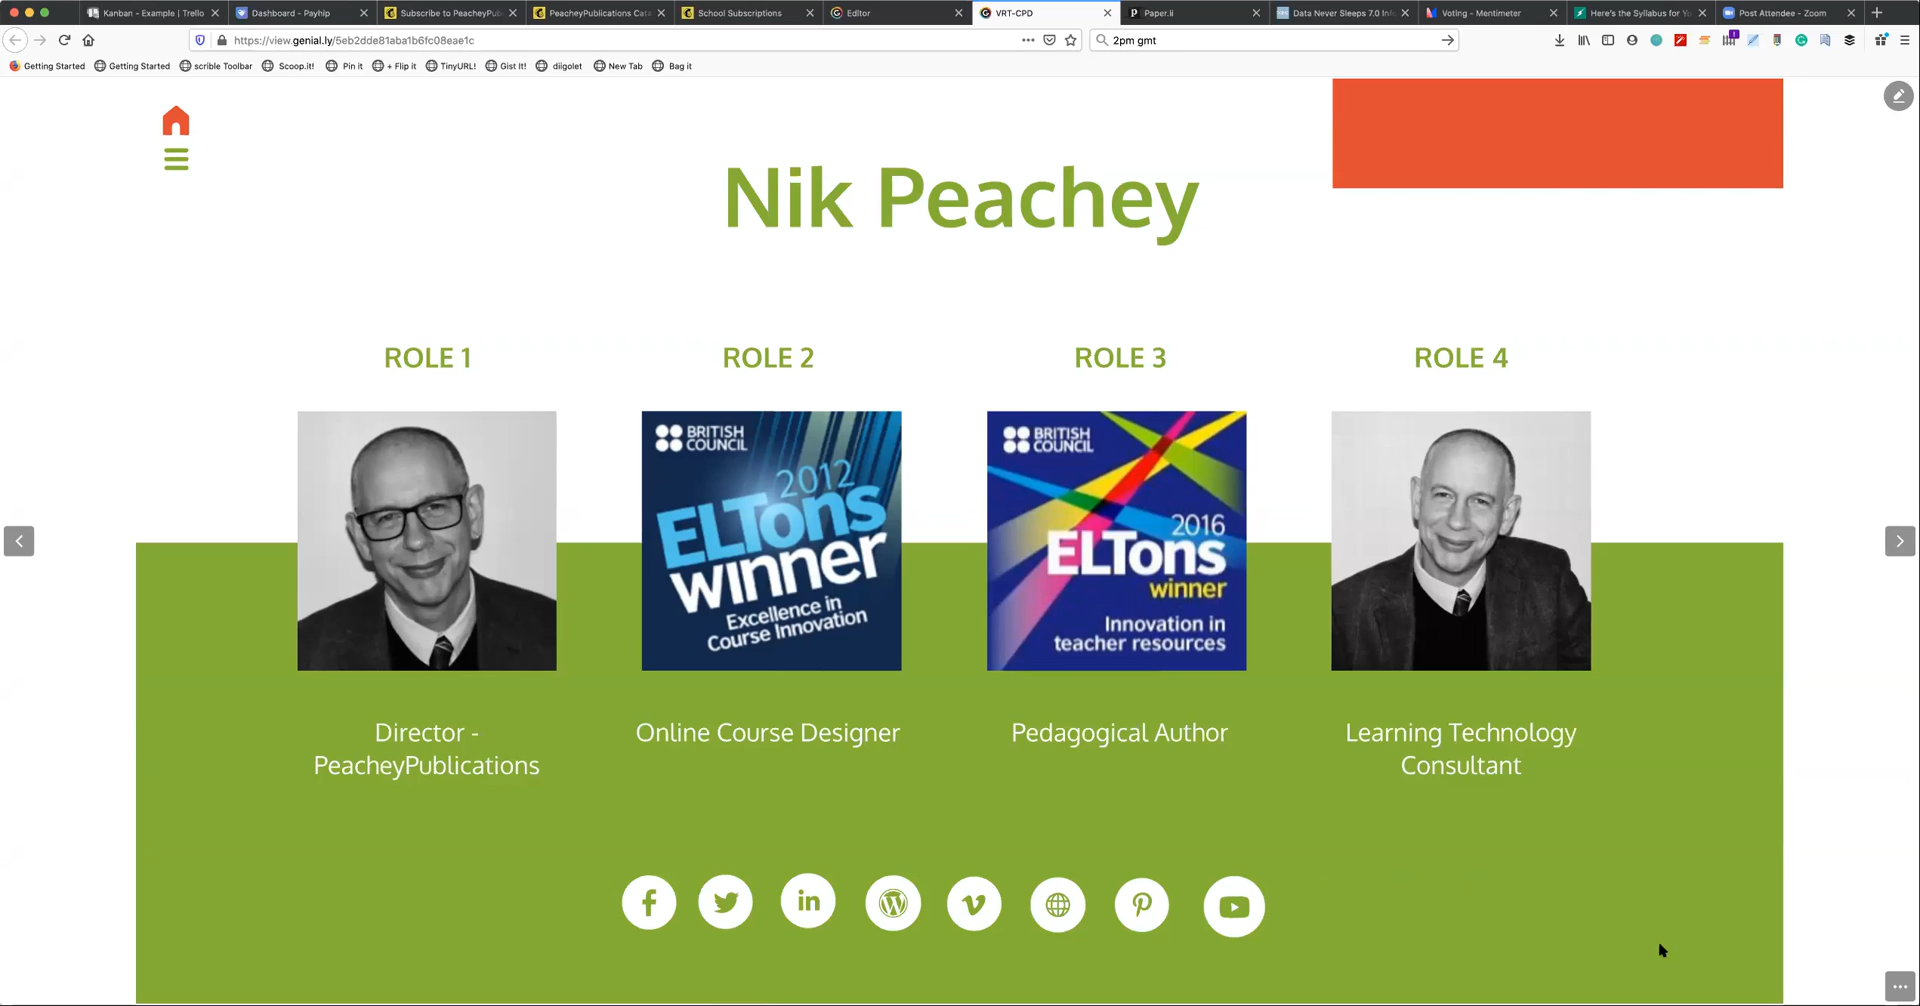 Kanban - Example | Trello
Dashboard - Payhip
Subscribe to PeacheyPub
PeacheyPublications Cata
School Subscriptions
Editor
VRT-CPD
Paper.li
Data Never Sleeps 7.0 Inf
Voting - Mentimeter
Here's the Syllabus for Yo
Post Attendee - Zoom
https://view.genial.ly/5eb2dde81aba1b6fc08eae1c
2pm gmt
Getting Started
Getting Started
scrible Toolbar
Scoop.it!
Pin it
+ Flip it
TinyURL!
Gist It!
diigolet
New Tab
Bag it
Nik Peachey
ROLE 1
ROLE 2
ROLE 3
ROLE 4
BRITISH
COUNCIL
2012
ELTons
winner
Excellence in
Course Innovation
BRITISH
COUNCIL
2016
ELTons
winner
Innovation in
teacher resources
Director -
PeacheyPublications
Online Course Designer
Pedagogical Author
Learning Technology
Consultant